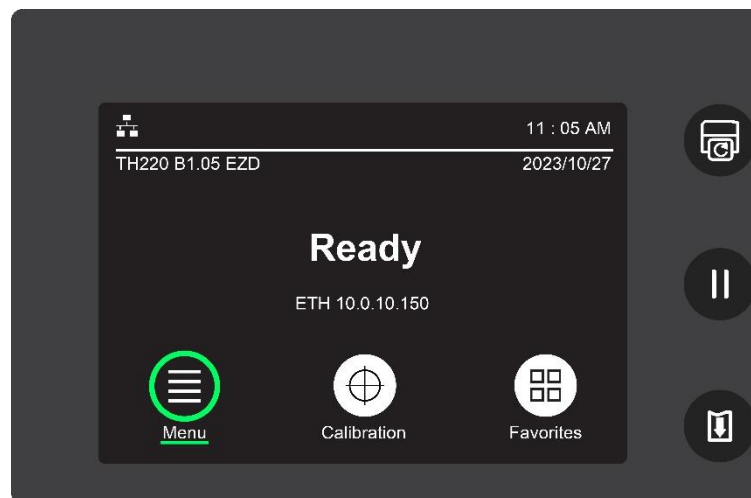 11 : 05 AM
TH220 B1.05 EZD 2023/10/27
Ready
ETH 10.0.10.150
Menu Calibration Favorites